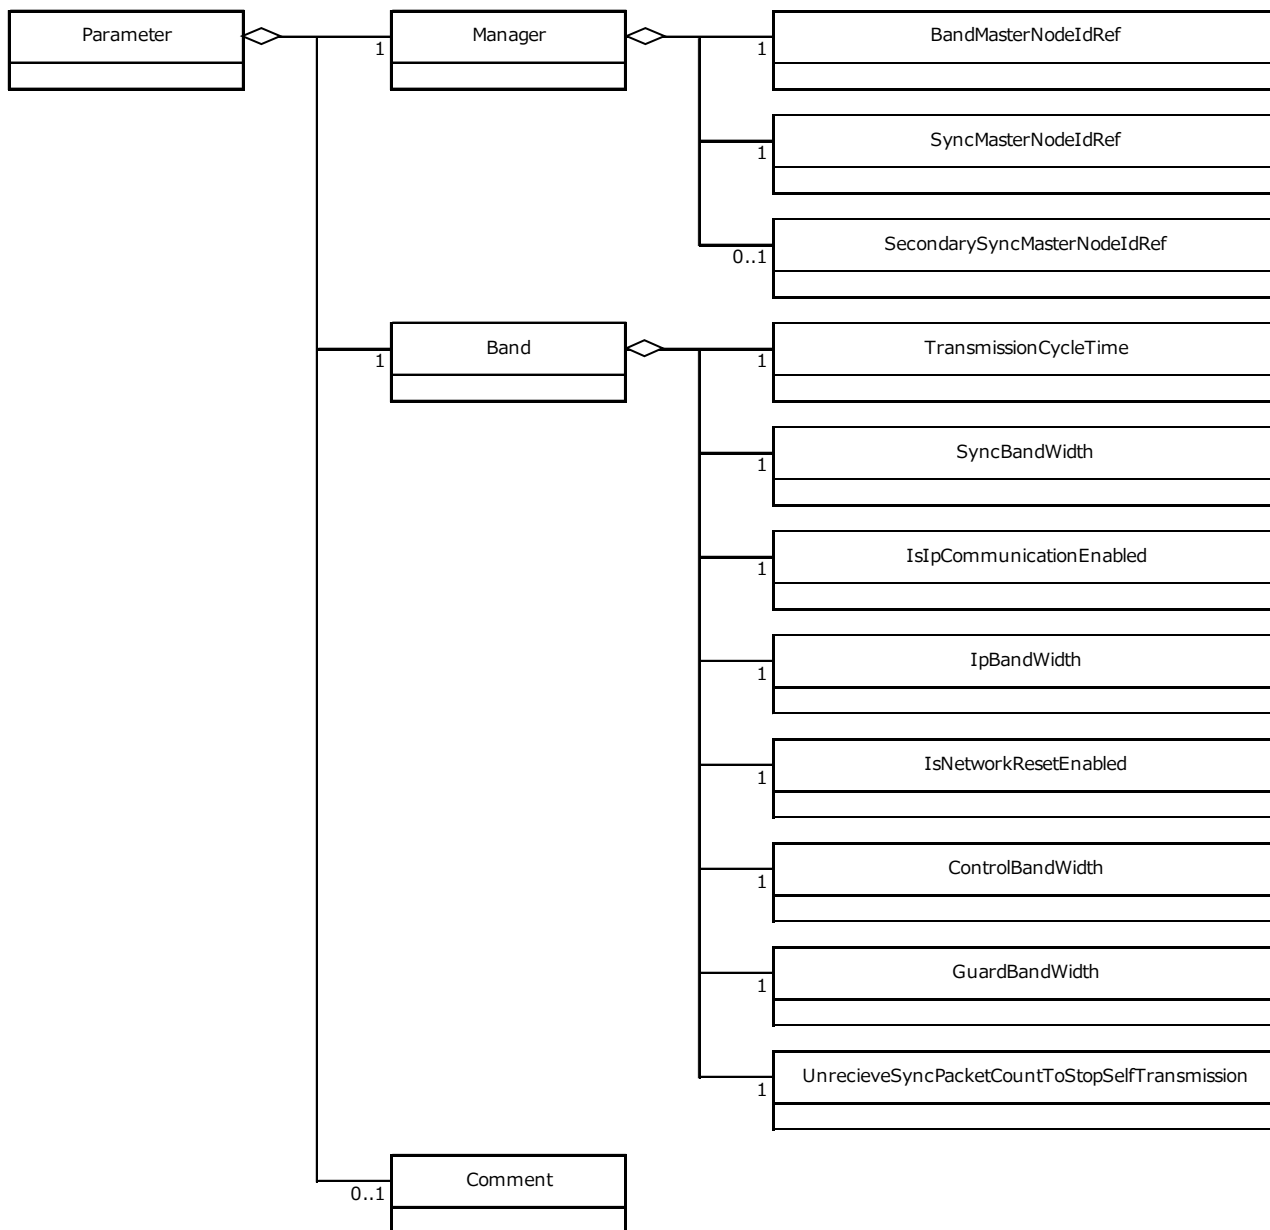 Parameter
1
Manager
1
BandMasterNodeIdRef
1
SyncMasterNodeIdRef
0..1
SecondarySyncMasterNodeIdRef
1
Band
1
TransmissionCycleTime
1
SyncBandWidth
1
IsIpCommunicationEnabled
1
IpBandWidth
1
IsNetworkResetEnabled
1
ControlBandWidth
1
GuardBandWidth
1
UnrecieveSyncPacketCountToStopSelfTransmission
0..1
Comment